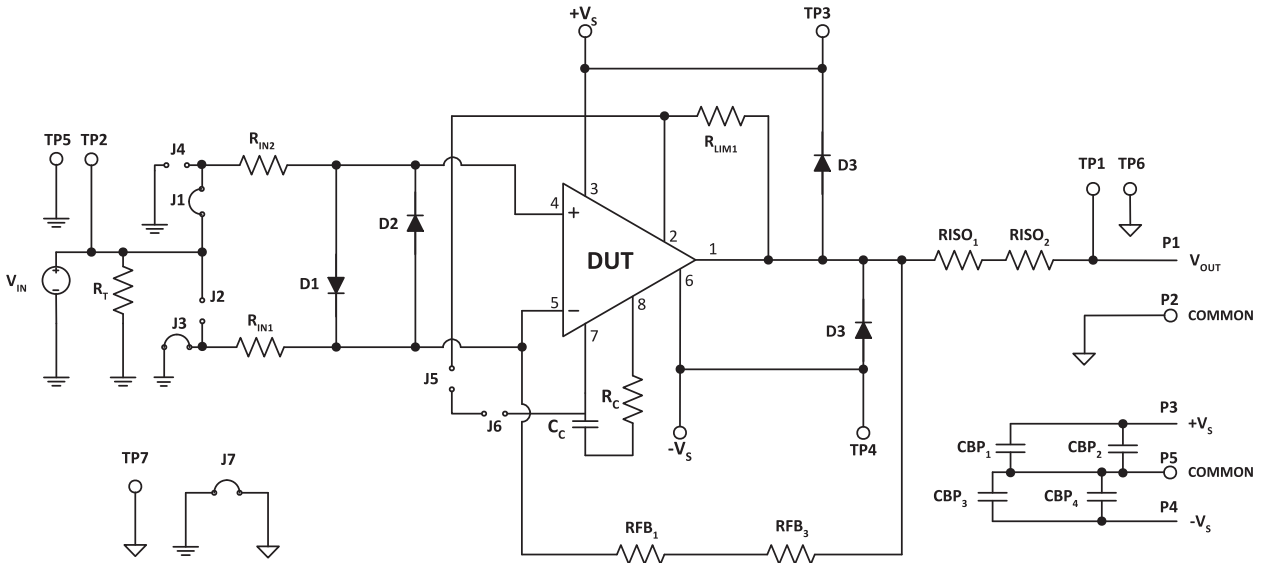 +VS
TP3
TP5
TP2
J4
RIN2
RLIM1
D3
TP1
TP6
J1
D2
4
+
3
2
DUT
1
RISO1
RISO2
P1
VOUT
VIN
+
-
RT
J2
D1
5
−
6
8
7
P2
COMMON
J3
RIN1
D3
J5
RC
J6
CC
-VS
TP4
P3
+VS
CBP1
CBP2
P5
COMMON
CBP3
CBP4
P4
-VS
TP7
J7
RFB1
RFB3